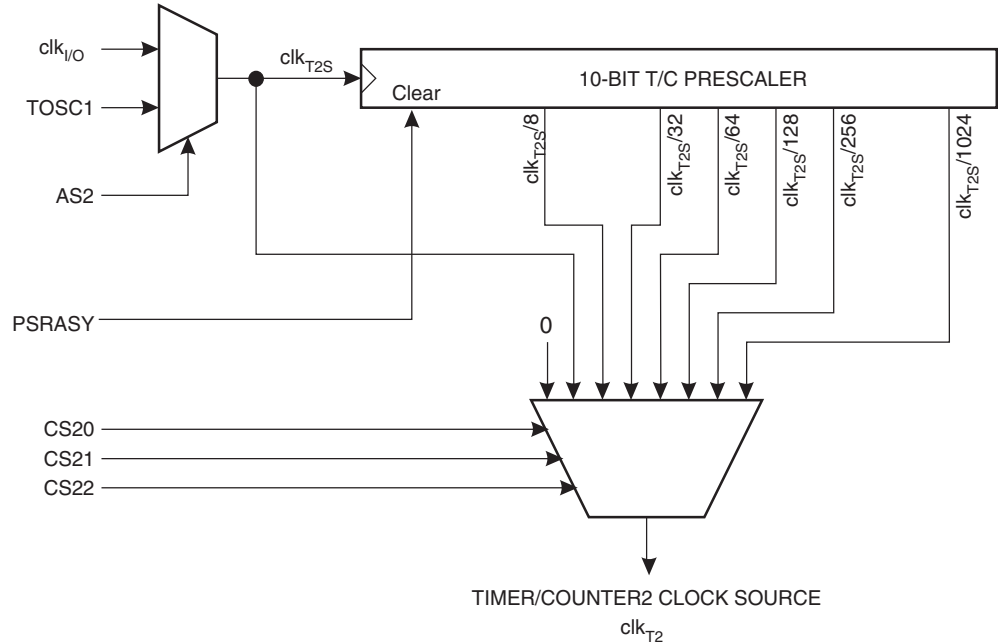 clkI/O
TOSC1
AS2
clkT2S
10-BIT T/C PRESCALER
Clear
clkT2S/8
clkT2S/32
clkT2S/64
clkT2S/128
clkT2S/256
clkT2S/1024
PSRASY
0
CS20
CS21
CS22
TIMER/COUNTER2 CLOCK SOURCE
clkT2